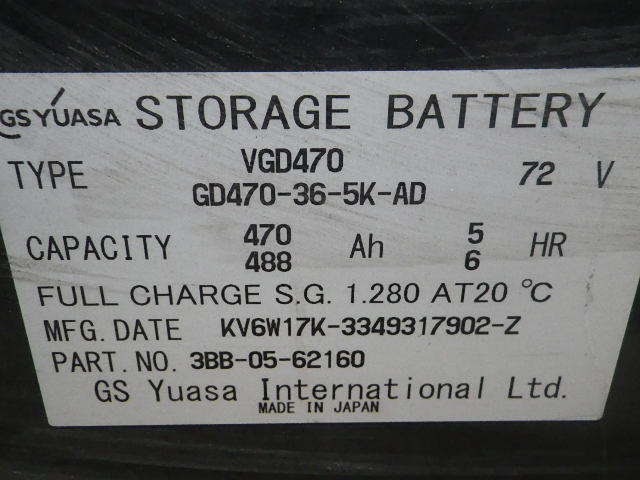 GS YUASA STORAGE BATTERY
TYPE VGD470 72 V
GD470-36-5K-AD
CAPACITY 470 Ah 5 HR
488 6
FULL CHARGE S.G. 1.280 AT 20 °C
MFG. DATE KV6W17K-3349317902-Z
PART. NO. 3BB-05-62160
GS Yuasa International Ltd.
MADE IN JAPAN